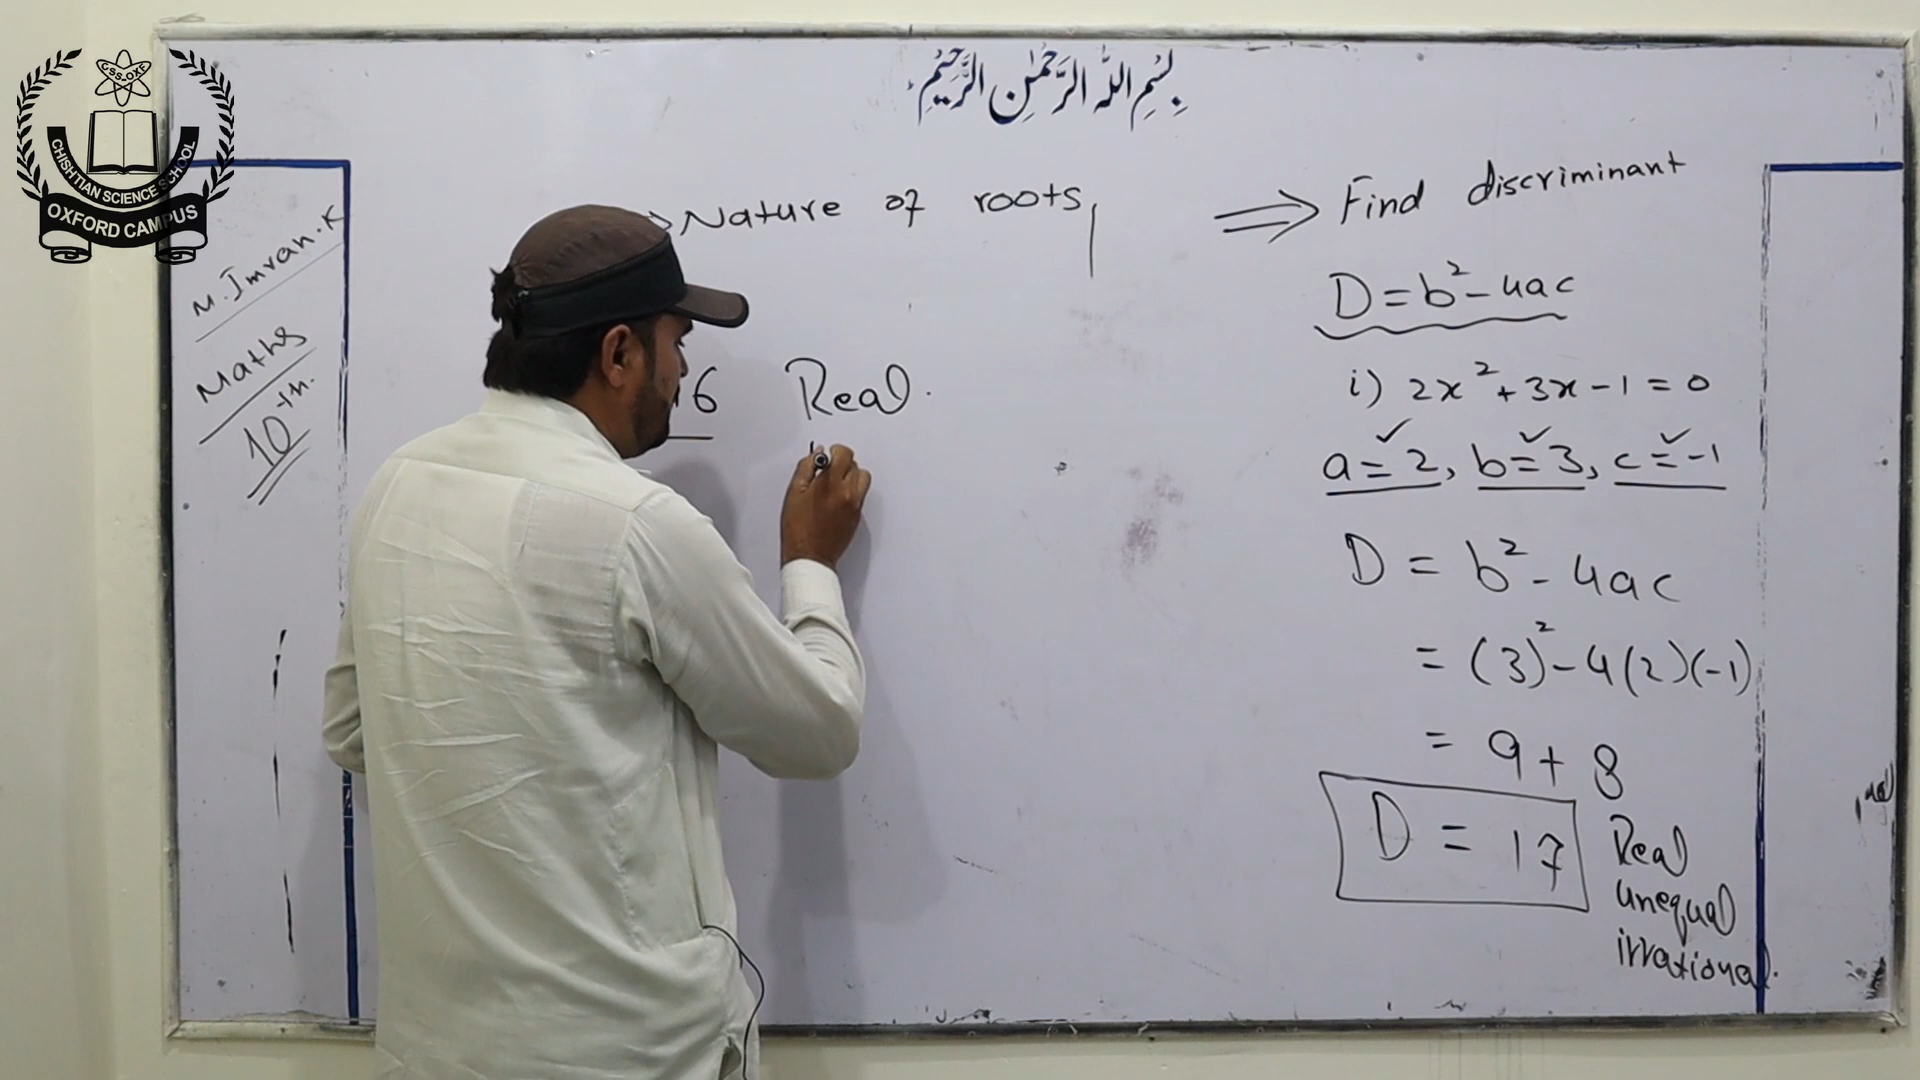 بِسْمِ اللّٰهِ الرَّحْمٰنِ الرَّحِيْمِ
CSS-OXF
CHISHTIAN SCIENCE SCHOOL
OXFORD CAMPUS
M. Imran. K
Maths
10th.
Nature of roots,
6 Real.
⇒ Find discriminant
D = b² - 4ac
i) 2x² + 3x - 1 = 0
a = 2, b = 3, c = -1
D = b² - 4ac
= (3)² - 4(2)(-1)
= 9 + 8
D = 17
Real
unequal
irrational.